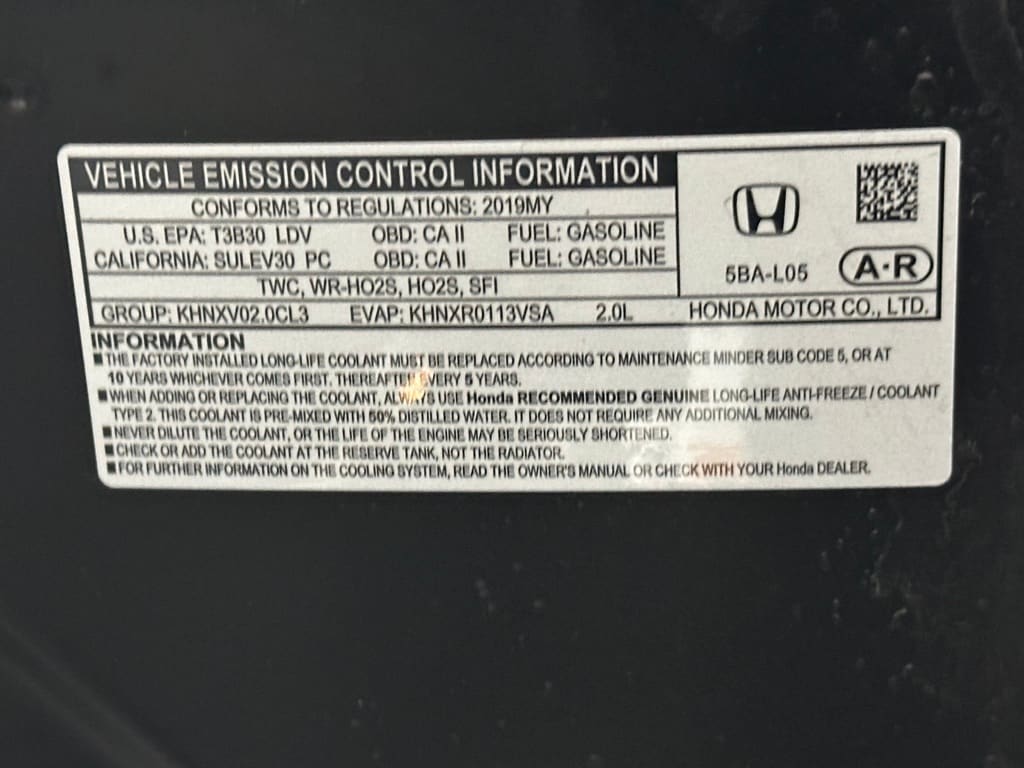 VEHICLE EMISSION CONTROL INFORMATION
CONFORMS TO REGULATIONS: 2019MY
U.S. EPA: T3B30 LDV OBD: CA II FUEL: GASOLINE
CALIFORNIA: SULEV30 PC OBD: CA II FUEL: GASOLINE
TWC, WR-HO2S, HO2S, SFI
GROUP: KHNXV02.0CL3 EVAP: KHNXR0113VSA 2.0L
5BA-L05 A-R
HONDA MOTOR CO., LTD.
INFORMATION
■THE FACTORY INSTALLED LONG-LIFE COOLANT MUST BE REPLACED ACCORDING TO MAINTENANCE MINDER SUB CODE 5, OR AT
10 YEARS WHICHEVER COMES FIRST, THEREAFTER EVERY 5 YEARS.
■WHEN ADDING OR REPLACING THE COOLANT, ALWAYS USE Honda RECOMMENDED GENUINE LONG-LIFE ANTI-FREEZE / COOLANT
TYPE 2. THIS COOLANT IS PRE-MIXED WITH 50% DISTILLED WATER. IT DOES NOT REQUIRE ANY ADDITIONAL MIXING.
■NEVER DILUTE THE COOLANT, OR THE LIFE OF THE ENGINE MAY BE SERIOUSLY SHORTENED.
■CHECK OR ADD THE COOLANT AT THE RESERVE TANK, NOT THE RADIATOR.
■FOR FURTHER INFORMATION ON THE COOLING SYSTEM, READ THE OWNER'S MANUAL OR CHECK WITH YOUR Honda DEALER.